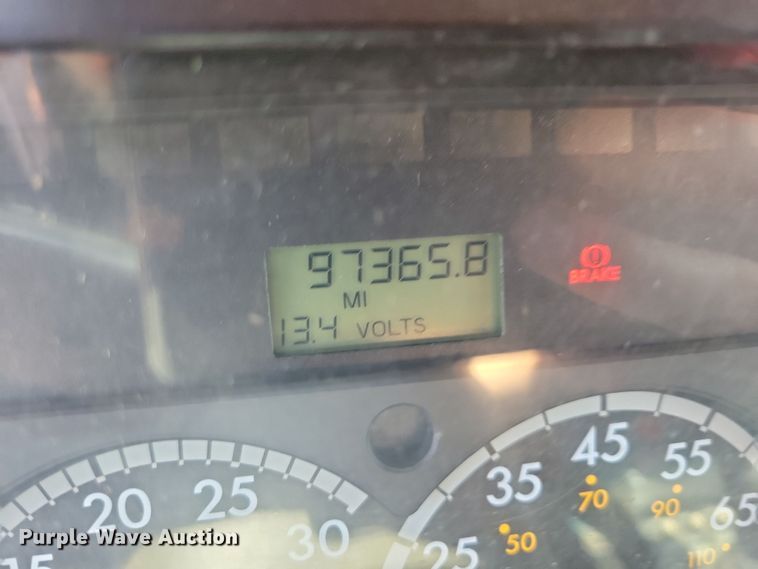 97365.8
MI
13.4 VOLTS
BRAKE
15 20 25 30
25 35 45 55 65
50 70 90 110
Purple Wave Auction®